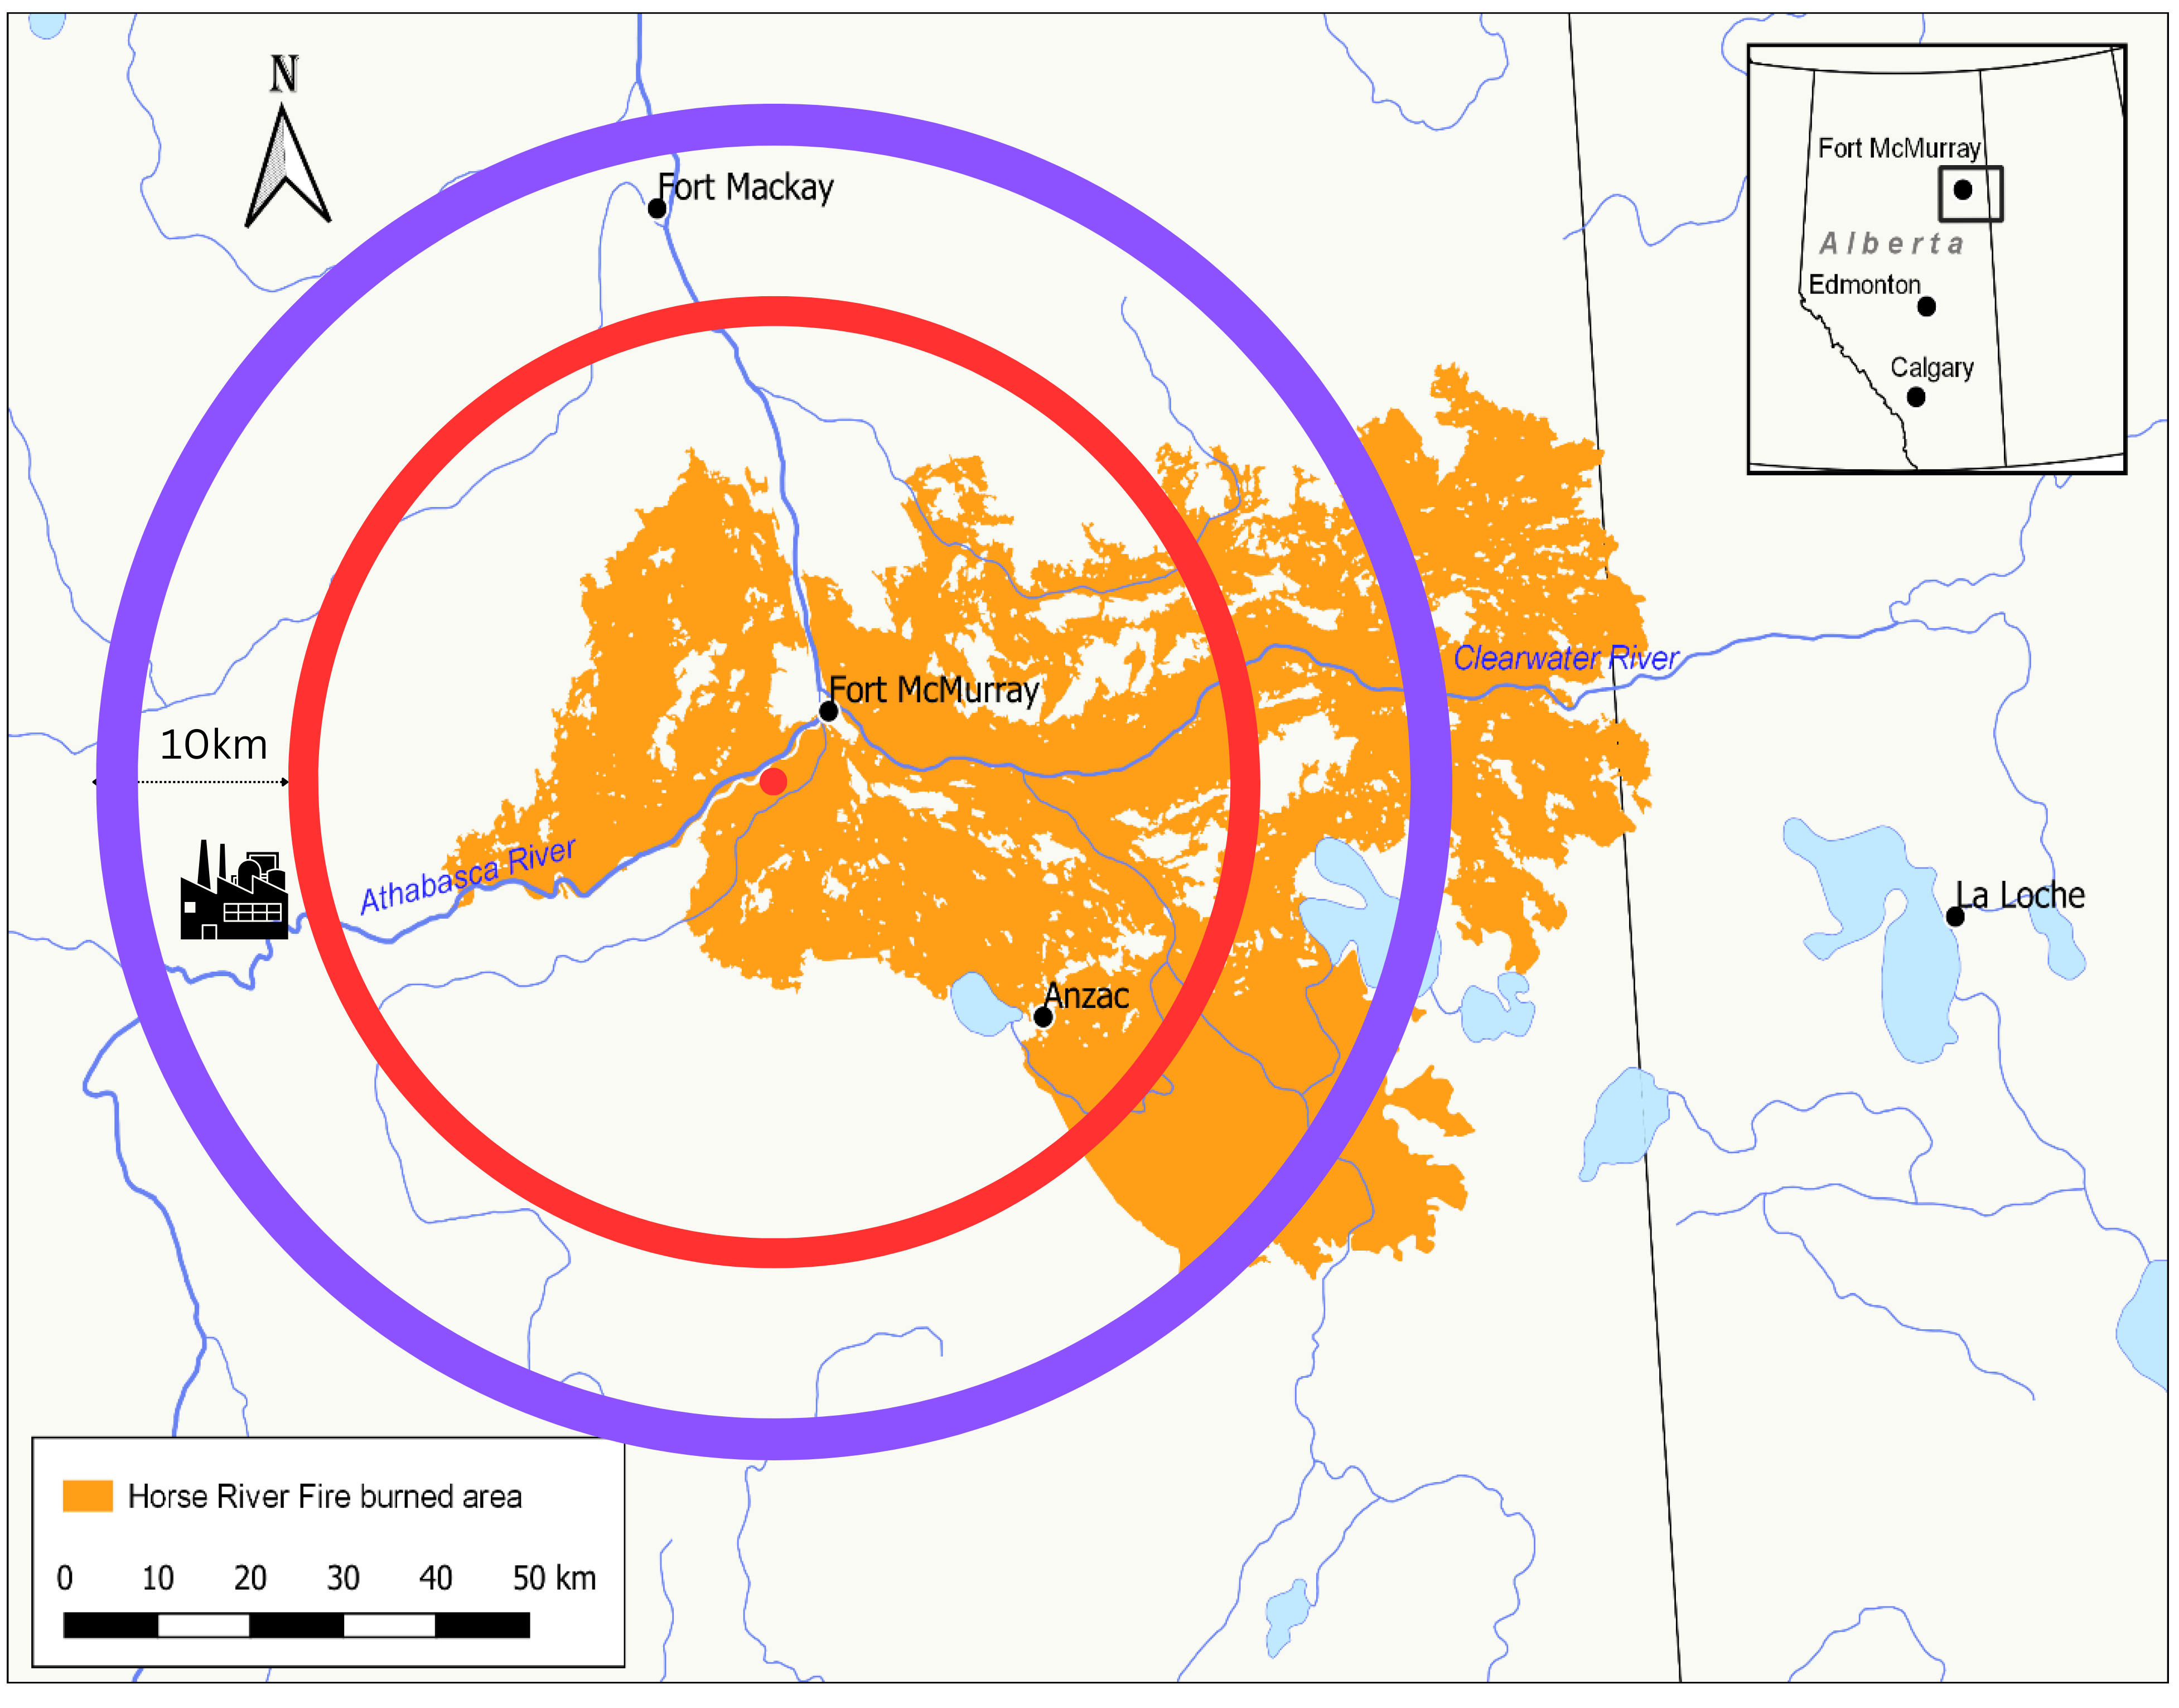 N
Fort Mackay
Fort McMurray
Alberta
Edmonton
Calgary
Fort McMurray
Clearwater River
10km
Athabasca River
La Loche
Anzac
Horse River Fire burned area
0 10 20 30 40 50 km